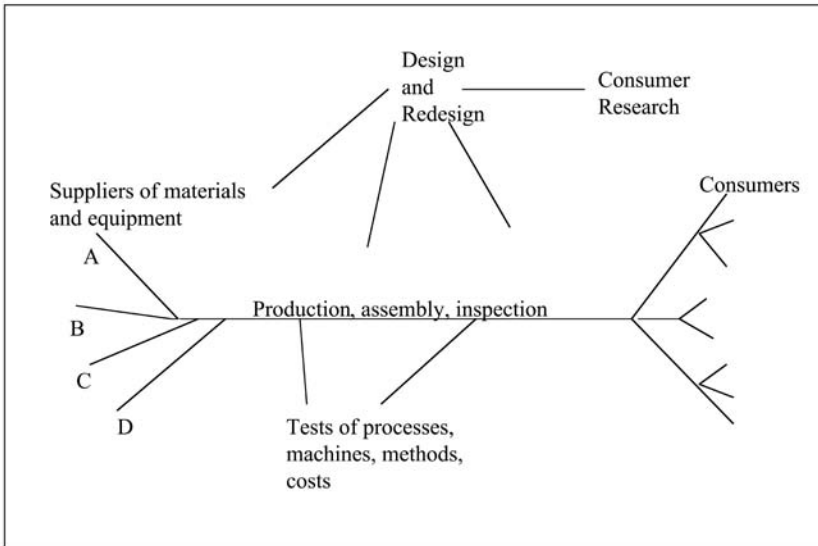 Design
and
Redesign
Consumer
Research
Suppliers of materials
and equipment
Consumers
A
Production, assembly, inspection
B
C
D
Tests of processes,
machines, methods,
costs